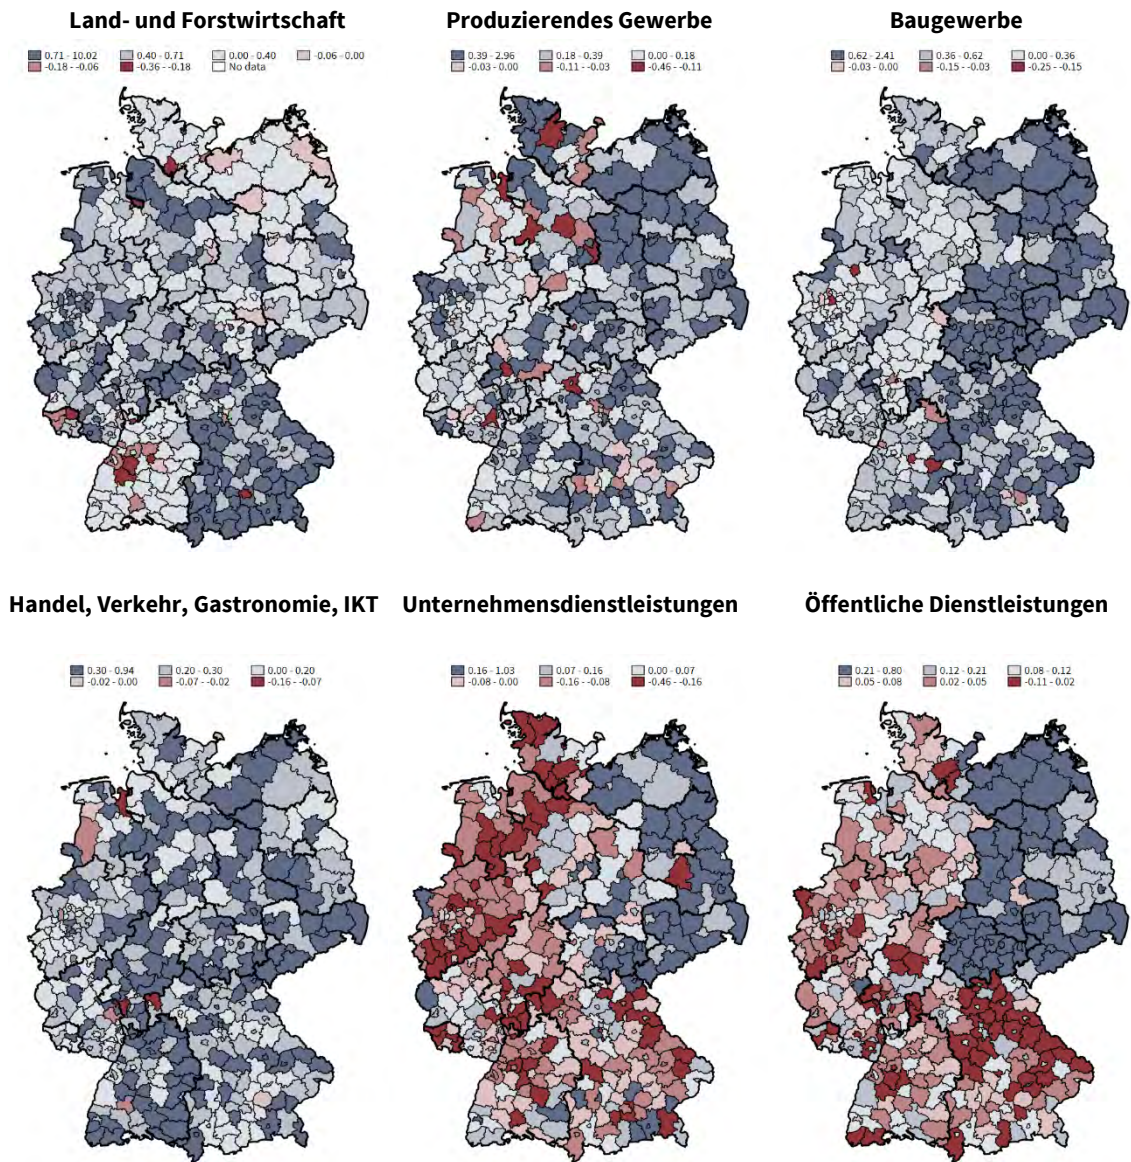 Land- und Forstwirtschaft
Produzierendes Gewerbe
Baugewerbe
0.71 - 10.02 0.40 - 0.71 0.00 - 0.40 -0.06 - 0.00
-0.18 - -0.06 -0.36 - -0.18 No data
0.39 - 2.96 0.18 - 0.39 0.00 - 0.18
-0.03 - 0.00 -0.11 - -0.03 -0.46 - -0.11
0.62 - 2.41 0.36 - 0.62 0.00 - 0.36
-0.03 - 0.00 -0.15 - -0.03 -0.25 - -0.15
Handel, Verkehr, Gastronomie, IKT
Unternehmensdienstleistungen
Öffentliche Dienstleistungen
0.30 - 0.94 0.20 - 0.30 0.00 - 0.20
-0.02 - 0.00 -0.07 - -0.02 -0.16 - -0.07
0.16 - 1.03 0.07 - 0.16 0.00 - 0.07
-0.08 - 0.00 -0.16 - -0.08 -0.46 - -0.16
0.21 - 0.80 0.12 - 0.21 0.08 - 0.12
0.05 - 0.08 0.02 - 0.05 -0.11 - 0.02